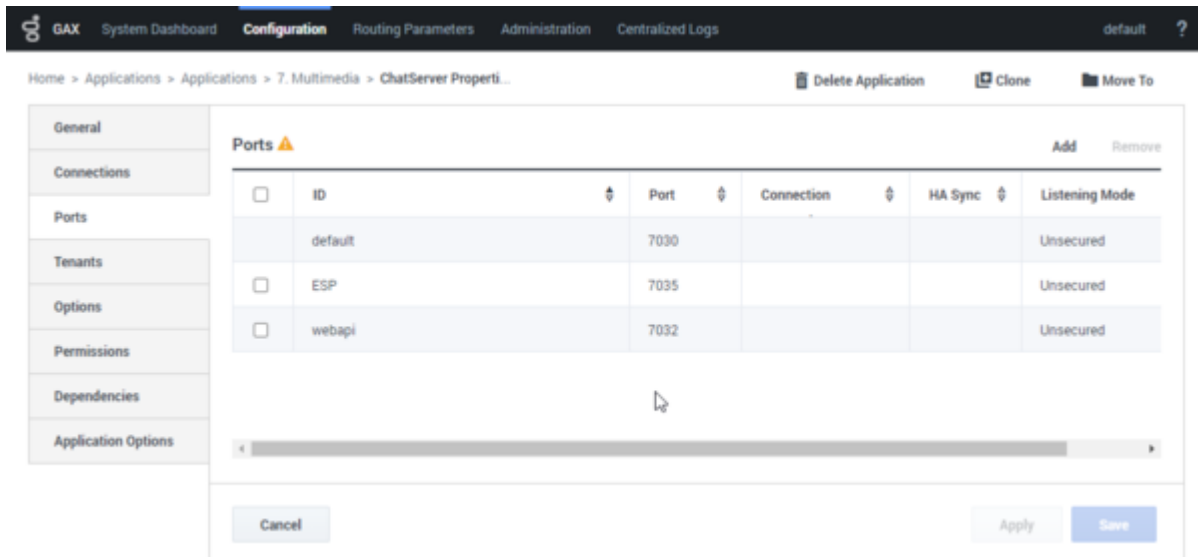 GAX System Dashboard Configuration Routing Parameters Administration Centralized Logs default ?
Home > Applications > Applications > 7. Multimedia > ChatServer Properti... Delete Application Clone Move To
General
Connections
Ports
Tenants
Options
Permissions
Dependencies
Application Options
Ports Add Remove
ID Port Connection HA Sync Listening Mode
default 7030 Unsecured
ESP 7035 Unsecured
webapi 7032 Unsecured
Cancel Apply Save